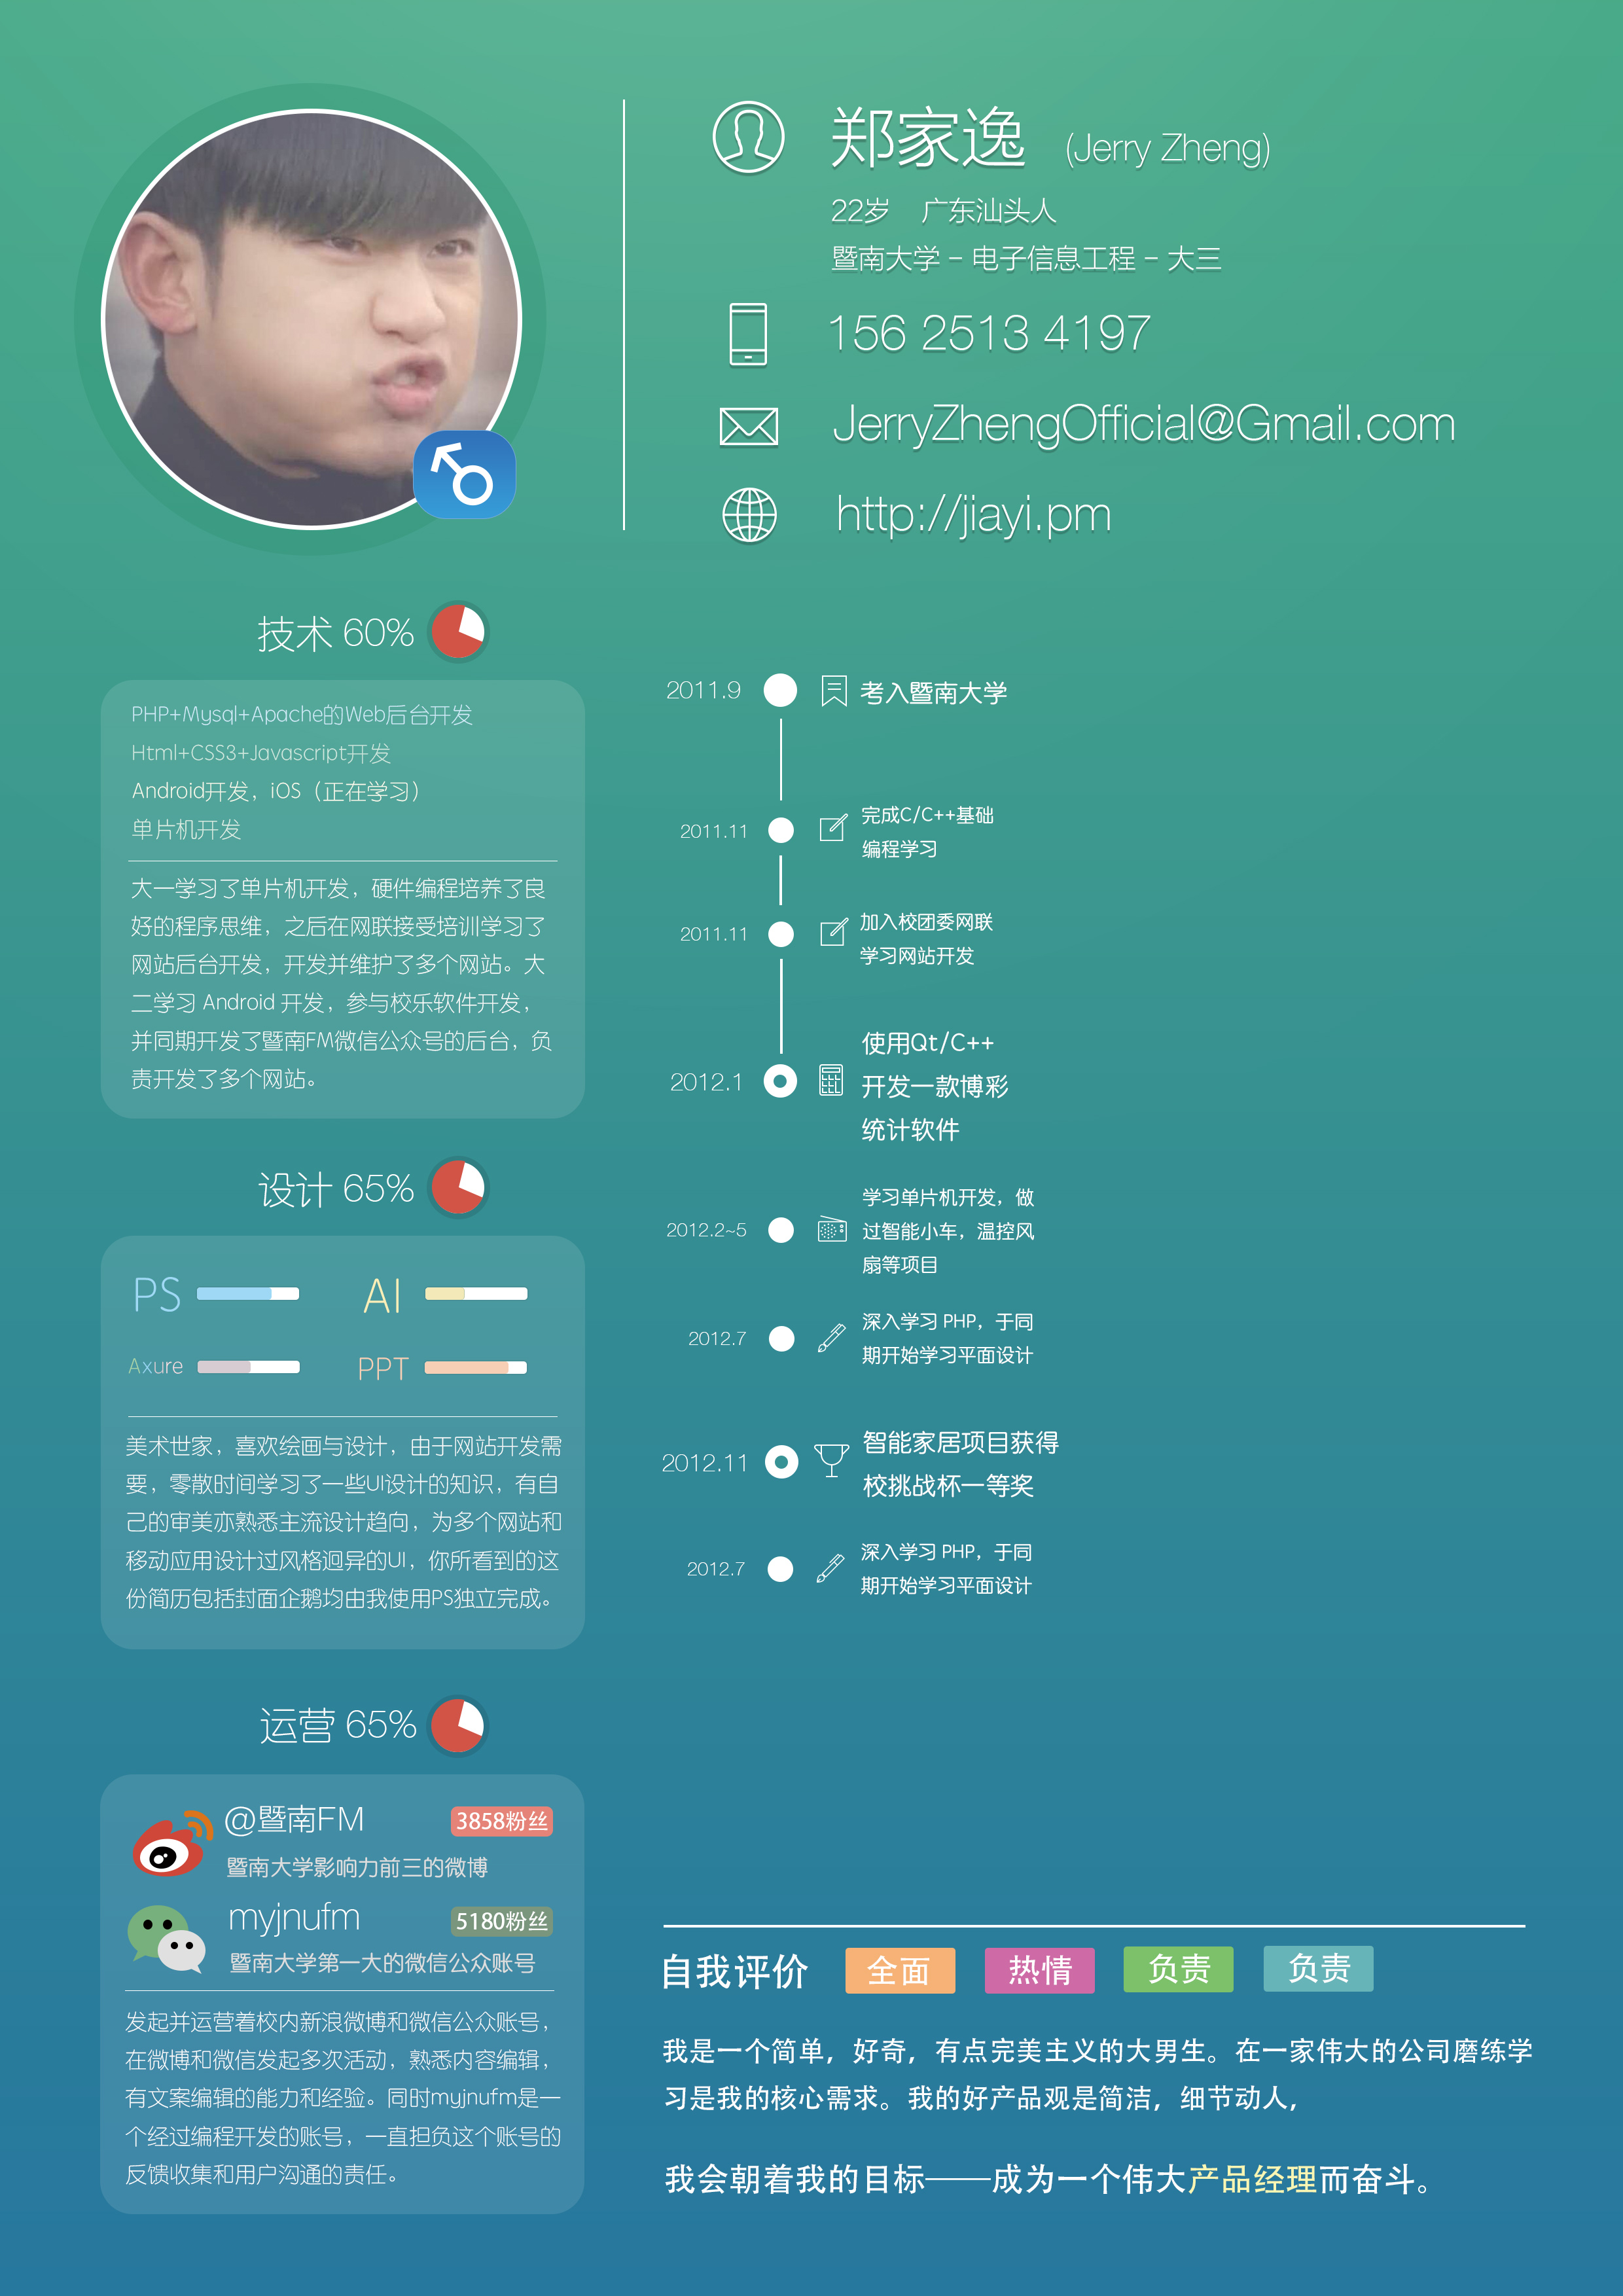 郑家逸 (Jerry Zheng)
22岁 广东汕头人
暨南大学 - 电子信息工程 - 大三
156 2513 4197
JerryZhengOfficial@Gmail.com
http://jiayi.pm
技术 60%
PHP+Mysql+Apache的Web后台开发
Html+CSS3+Javascript开发
Android开发，iOS（正在学习）
单片机开发
大一学习了单片机开发，硬件编程培养了良
好的程序思维，之后在网联接受培训学习了
网站后台开发，开发并维护了多个网站。大
二学习 Android 开发，参与校乐软件开发，
并同期开发了暨南FM微信公众号的后台，负
责开发了多个网站。
设计 65%
PS
AI
Axure
PPT
美术世家，喜欢绘画与设计，由于网站开发需
要，零散时间学习了一些UI设计的知识，有自
己的审美亦熟悉主流设计趋向，为多个网站和
移动应用设计过风格迥异的UI，你所看到的这
份简历包括封面企鹅均由我使用PS独立完成。
运营 65%
@暨南FM 3858粉丝
暨南大学影响力前三的微博
myjnufm 5180粉丝
暨南大学第一大的微信公众账号
发起并运营着校内新浪微博和微信公众账号，
在微博和微信发起多次活动，熟悉内容编辑，
有文案编辑的能力和经验。同时myjnufm是一
个经过编程开发的账号，一直担负这个账号的
反馈收集和用户沟通的责任。
2011.9 考入暨南大学
2011.11 完成C/C++基础
编程学习
2011.11 加入校团委网联
学习网站开发
2012.1 使用Qt/C++
开发一款博彩
统计软件
2012.2~5 学习单片机开发，做
过智能小车，温控风
扇等项目
2012.7 深入学习 PHP，于同
期开始学习平面设计
2012.11 智能家居项目获得
校挑战杯一等奖
2012.7 深入学习 PHP，于同
期开始学习平面设计
自我评价 全面 热情 负责 负责
我是一个简单，好奇，有点完美主义的大男生。在一家伟大的公司磨练学
习是我的核心需求。我的好产品观是简洁，细节动人，
我会朝着我的目标——成为一个伟大产品经理而奋斗。